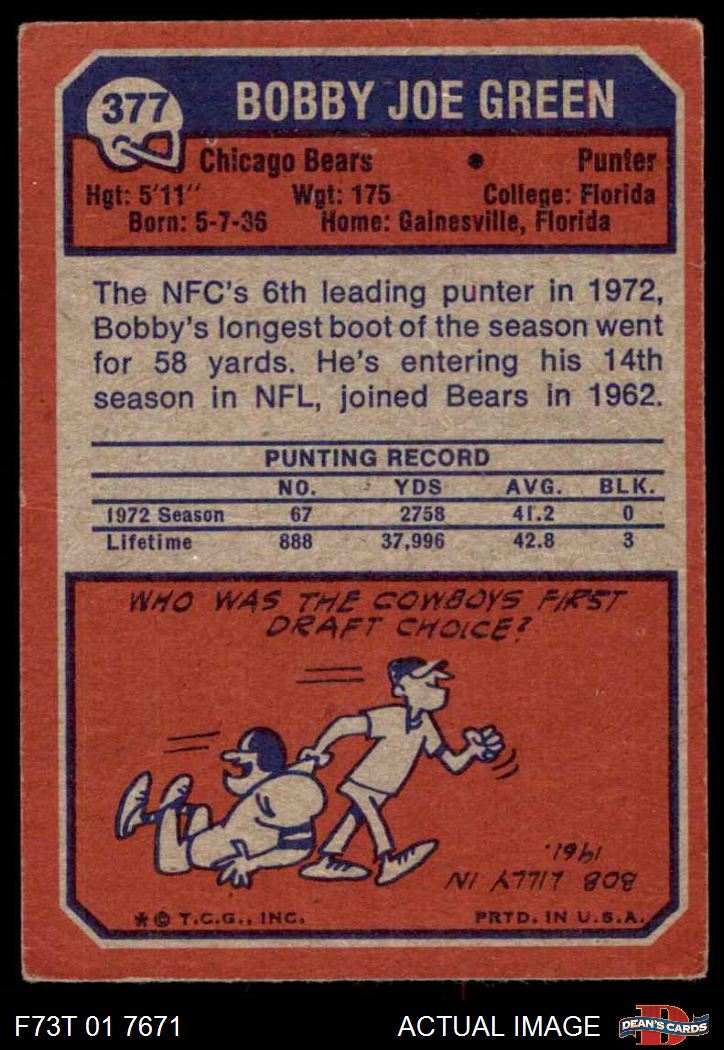 377
BOBBY JOE GREEN
Chicago Bears • Punter
Hgt: 5'11" Wgt: 175 College: Florida
Born: 5-7-36 Home: Gainesville, Florida
The NFC's 6th leading punter in 1972,
Bobby's longest boot of the season went
for 58 yards. He's entering his 14th
season in NFL, joined Bears in 1962.
PUNTING RECORD
NO. YDS AVG. BLK.
1972 Season 67 2758 41.2 0
Lifetime 888 37,996 42.8 3
WHO WAS THE COWBOYS FIRST
DRAFT CHOICE?
BOB LILLY IN
1961.
* © T.C.G., INC. PRTD. IN U.S.A.
F73T 01 7671 ACTUAL IMAGE DEAN'S CARDS